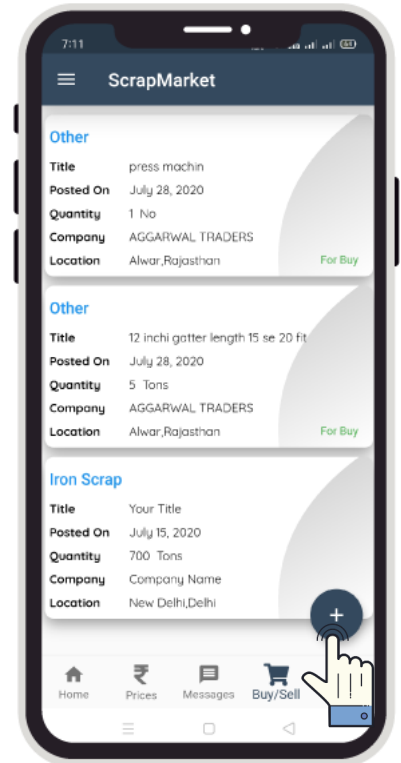 7:11
ScrapMarket
Other
Title press machin
Posted On July 28, 2020
Quantity 1 No
Company AGGARWAL TRADERS
Location Alwar,Rajasthan For Buy
Other
Title 12 inchi gatter length 15 se 20 fit
Posted On July 28, 2020
Quantity 5 Tons
Company AGGARWAL TRADERS
Location Alwar,Rajasthan For Buy
Iron Scrap
Title Your Title
Posted On July 15, 2020
Quantity 700 Tons
Company Company Name
Location New Delhi,Delhi
+
Home Prices Messages Buy/Sell